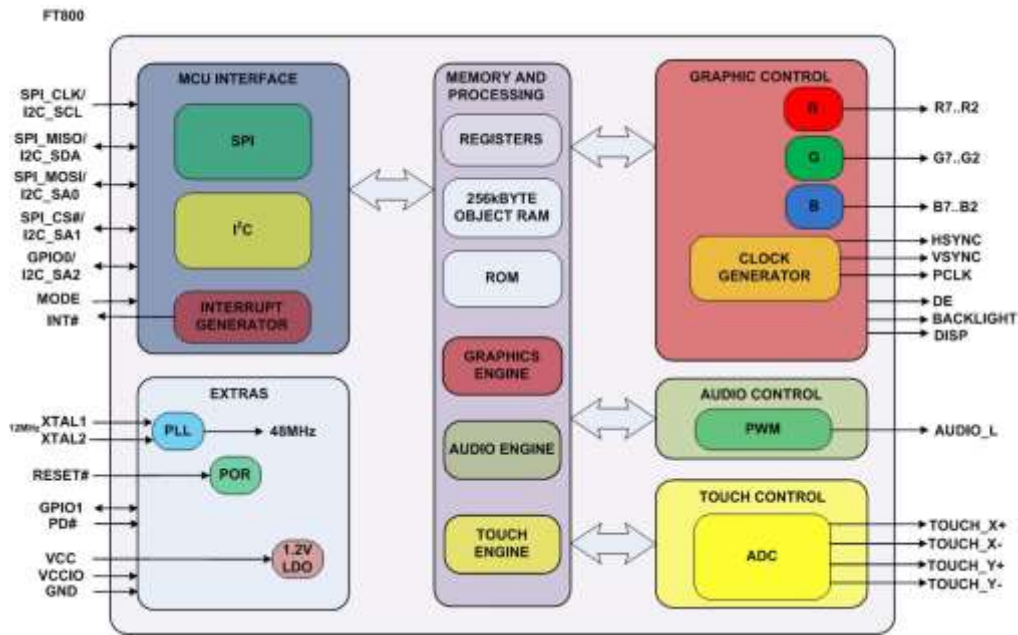 FT800
MCU INTERFACE
SPI_CLK/
I2C_SCL
SPI_MISO/
I2C_SDA
SPI_MOSI/
I2C_SA0
SPI_CS#/
I2C_SA1
GPIO0/
I2C_SA2
MODE
INT#
SPI
I²C
INTERRUPT
GENERATOR
EXTRAS
12MHz
XTAL1
XTAL2
PLL
48MHz
RESET#
POR
GPIO1
PD#
VCC
1.2V
LDO
VCCIO
GND
MEMORY AND
PROCESSING
REGISTERS
256kBYTE
OBJECT RAM
ROM
GRAPHICS
ENGINE
AUDIO ENGINE
TOUCH
ENGINE
GRAPHIC CONTROL
R
R7..R2
G
G7..G2
B
B7..B2
CLOCK
GENERATOR
HSYNC
VSYNC
PCLK
DE
BACKLIGHT
DISP
AUDIO CONTROL
PWM
AUDIO_L
TOUCH CONTROL
ADC
TOUCH_X+
TOUCH_X-
TOUCH_Y+
TOUCH_Y-